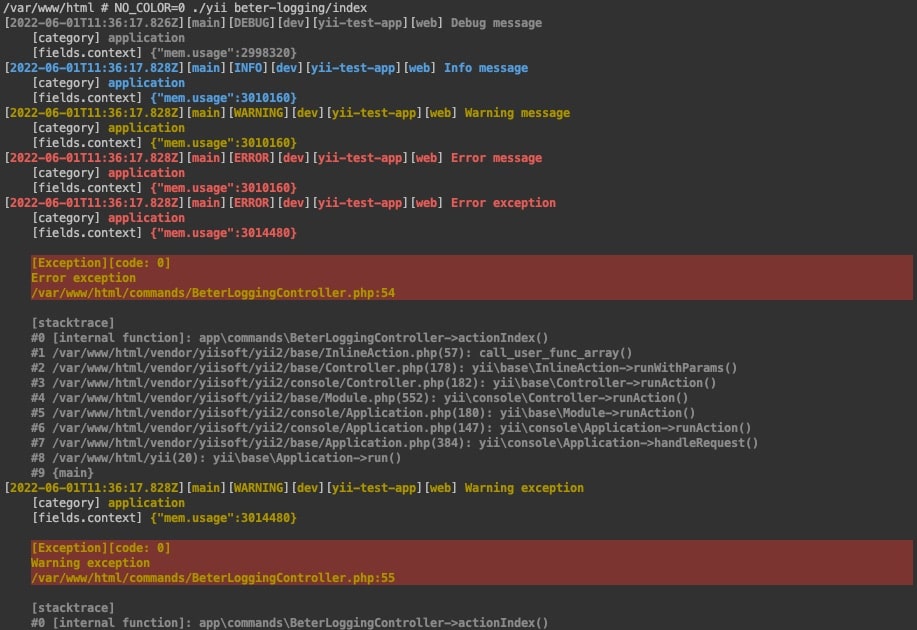 /var/www/html # NO_COLOR=0 ./yii beter-logging/index
[2022-06-01T11:36:17.826Z][main][DEBUG][dev][yii-test-app][web] Debug message
[category] application
[fields.context] {"mem.usage":2998320}
[2022-06-01T11:36:17.828Z][main][INFO][dev][yii-test-app][web] Info message
[category] application
[fields.context] {"mem.usage":3010160}
[2022-06-01T11:36:17.828Z][main][WARNING][dev][yii-test-app][web] Warning message
[category] application
[fields.context] {"mem.usage":3010160}
[2022-06-01T11:36:17.828Z][main][ERROR][dev][yii-test-app][web] Error message
[category] application
[fields.context] {"mem.usage":3010160}
[2022-06-01T11:36:17.828Z][main][ERROR][dev][yii-test-app][web] Error exception
[category] application
[fields.context] {"mem.usage":3014480}
[Exception][code: 0]
Error exception
/var/www/html/commands/BeterLoggingController.php:54
[stacktrace]
#0 [internal function]: app\commands\BeterLoggingController->actionIndex()
#1 /var/www/html/vendor/yiisoft/yii2/base/InlineAction.php(57): call_user_func_array()
#2 /var/www/html/vendor/yiisoft/yii2/base/Controller.php(178): yii\base\InlineAction->runWithParams()
#3 /var/www/html/vendor/yiisoft/yii2/console/Controller.php(182): yii\base\Controller->runAction()
#4 /var/www/html/vendor/yiisoft/yii2/base/Module.php(552): yii\console\Controller->runAction()
#5 /var/www/html/vendor/yiisoft/yii2/console/Application.php(180): yii\base\Module->runAction()
#6 /var/www/html/vendor/yiisoft/yii2/console/Application.php(147): yii\console\Application->runAction()
#7 /var/www/html/vendor/yiisoft/yii2/base/Application.php(384): yii\console\Application->handleRequest()
#8 /var/www/html/yii(20): yii\base\Application->run()
#9 {main}
[2022-06-01T11:36:17.828Z][main][WARNING][dev][yii-test-app][web] Warning exception
[category] application
[fields.context] {"mem.usage":3014480}
[Exception][code: 0]
Warning exception
/var/www/html/commands/BeterLoggingController.php:55
[stacktrace]
#0 [internal function]: app\commands\BeterLoggingController->actionIndex()